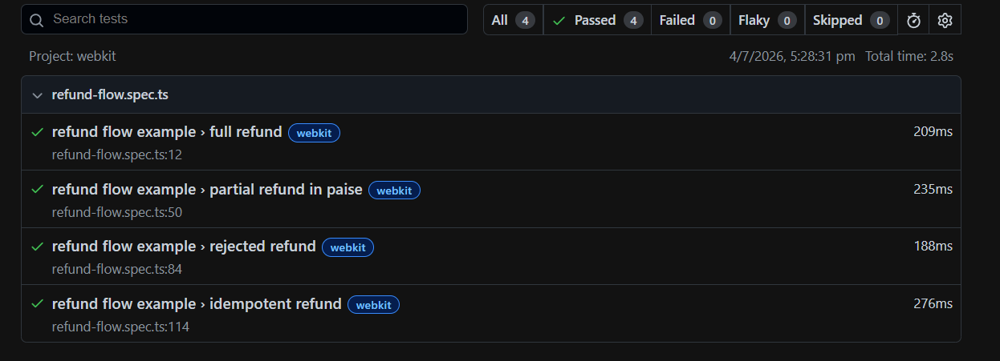 Search tests
All 4 Passed 4 Failed 0 Flaky 0 Skipped 0
Project: webkit 4/7/2026, 5:28:31 pm Total time: 2.8s
refund-flow.spec.ts
refund flow example › full refund webkit 209ms
refund-flow.spec.ts:12
refund flow example › partial refund in paise webkit 235ms
refund-flow.spec.ts:50
refund flow example › rejected refund webkit 188ms
refund-flow.spec.ts:84
refund flow example › idempotent refund webkit 276ms
refund-flow.spec.ts:114